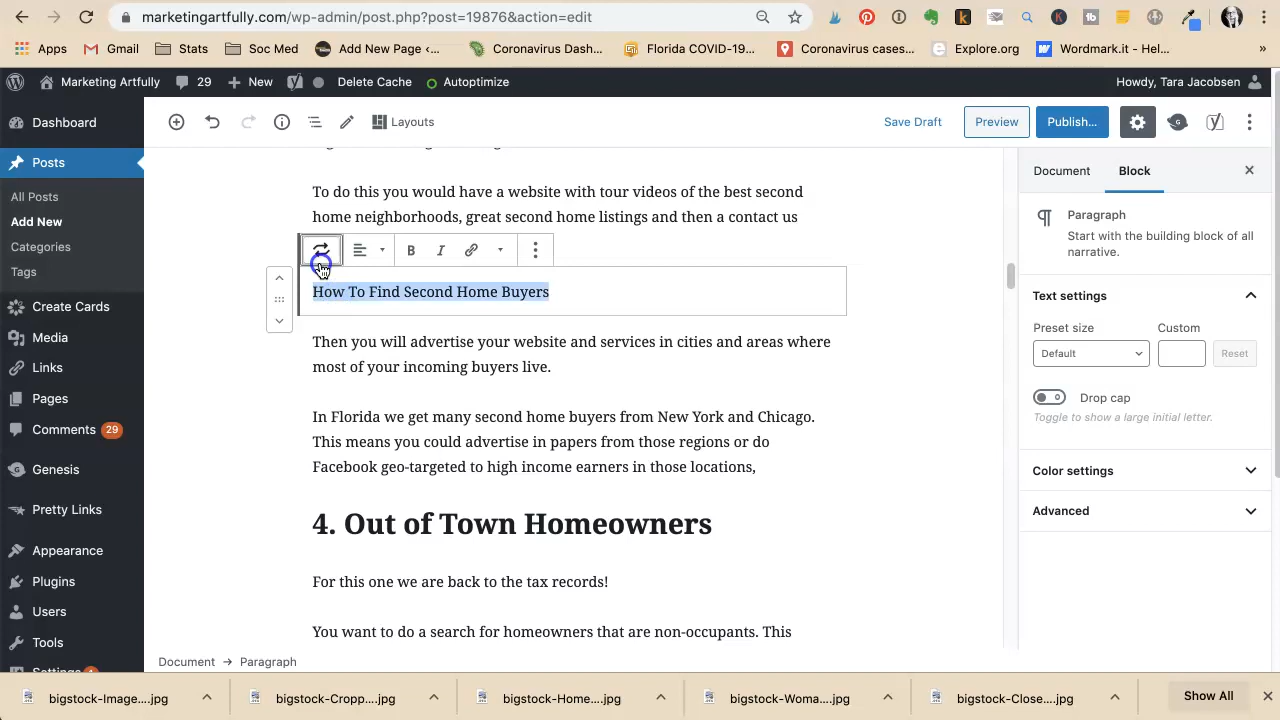 marketingartfully.com/wp-admin/post.php?post=19876&action=edit
Apps
Gmail
Stats
Soc Med
Add New Page ‹...
Coronavirus Dash...
Florida COVID-19...
Coronavirus cases...
Explore.org
Wordmark.it - Hel...
»
Marketing Artfully
29
New
Delete Cache
Autoptimize
Howdy, Tara Jacobsen
Dashboard
Posts
All Posts
Add New
Categories
Tags
Create Cards
Media
Links
Pages
Comments 29
Genesis
Pretty Links
Appearance
Plugins
Users
Tools
Layouts
Save Draft
Preview
Publish...
To do this you would have a website with tour videos of the best second
home neighborhoods, great second home listings and then a contact us
B I
How To Find Second Home Buyers
Then you will advertise your website and services in cities and areas where
most of your incoming buyers live.
In Florida we get many second home buyers from New York and Chicago.
This means you could advertise in papers from those regions or do
Facebook geo-targeted to high income earners in those locations,
4. Out of Town Homeowners
For this one we are back to the tax records!
You want to do a search for homeowners that are non-occupants. This
Document → Paragraph
Document
Block
Paragraph
Start with the building block of all
narrative.
Text settings
Preset size
Custom
Default
Reset
Drop cap
Toggle to show a large initial letter.
Color settings
Advanced
bigstock-Image....jpg
bigstock-Cropp....jpg
bigstock-Home....jpg
bigstock-Woma....jpg
bigstock-Close....jpg
Show All